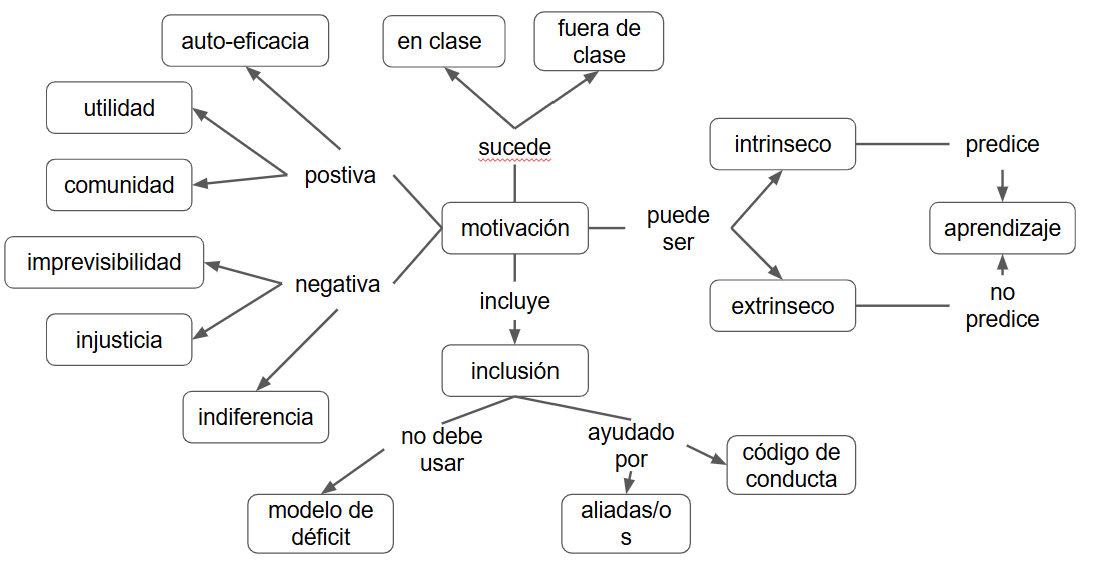 auto-eficacia
en clase
fuera de
clase
utilidad
sucede
intrinseco
predice
comunidad
postiva
motivación
puede
ser
aprendizaje
imprevisibilidad
negativa
incluye
extrinseco
no
predice
injusticia
inclusión
indiferencia
no debe
usar
ayudado
por
código de
conducta
modelo de
déficit
aliadas/o
s